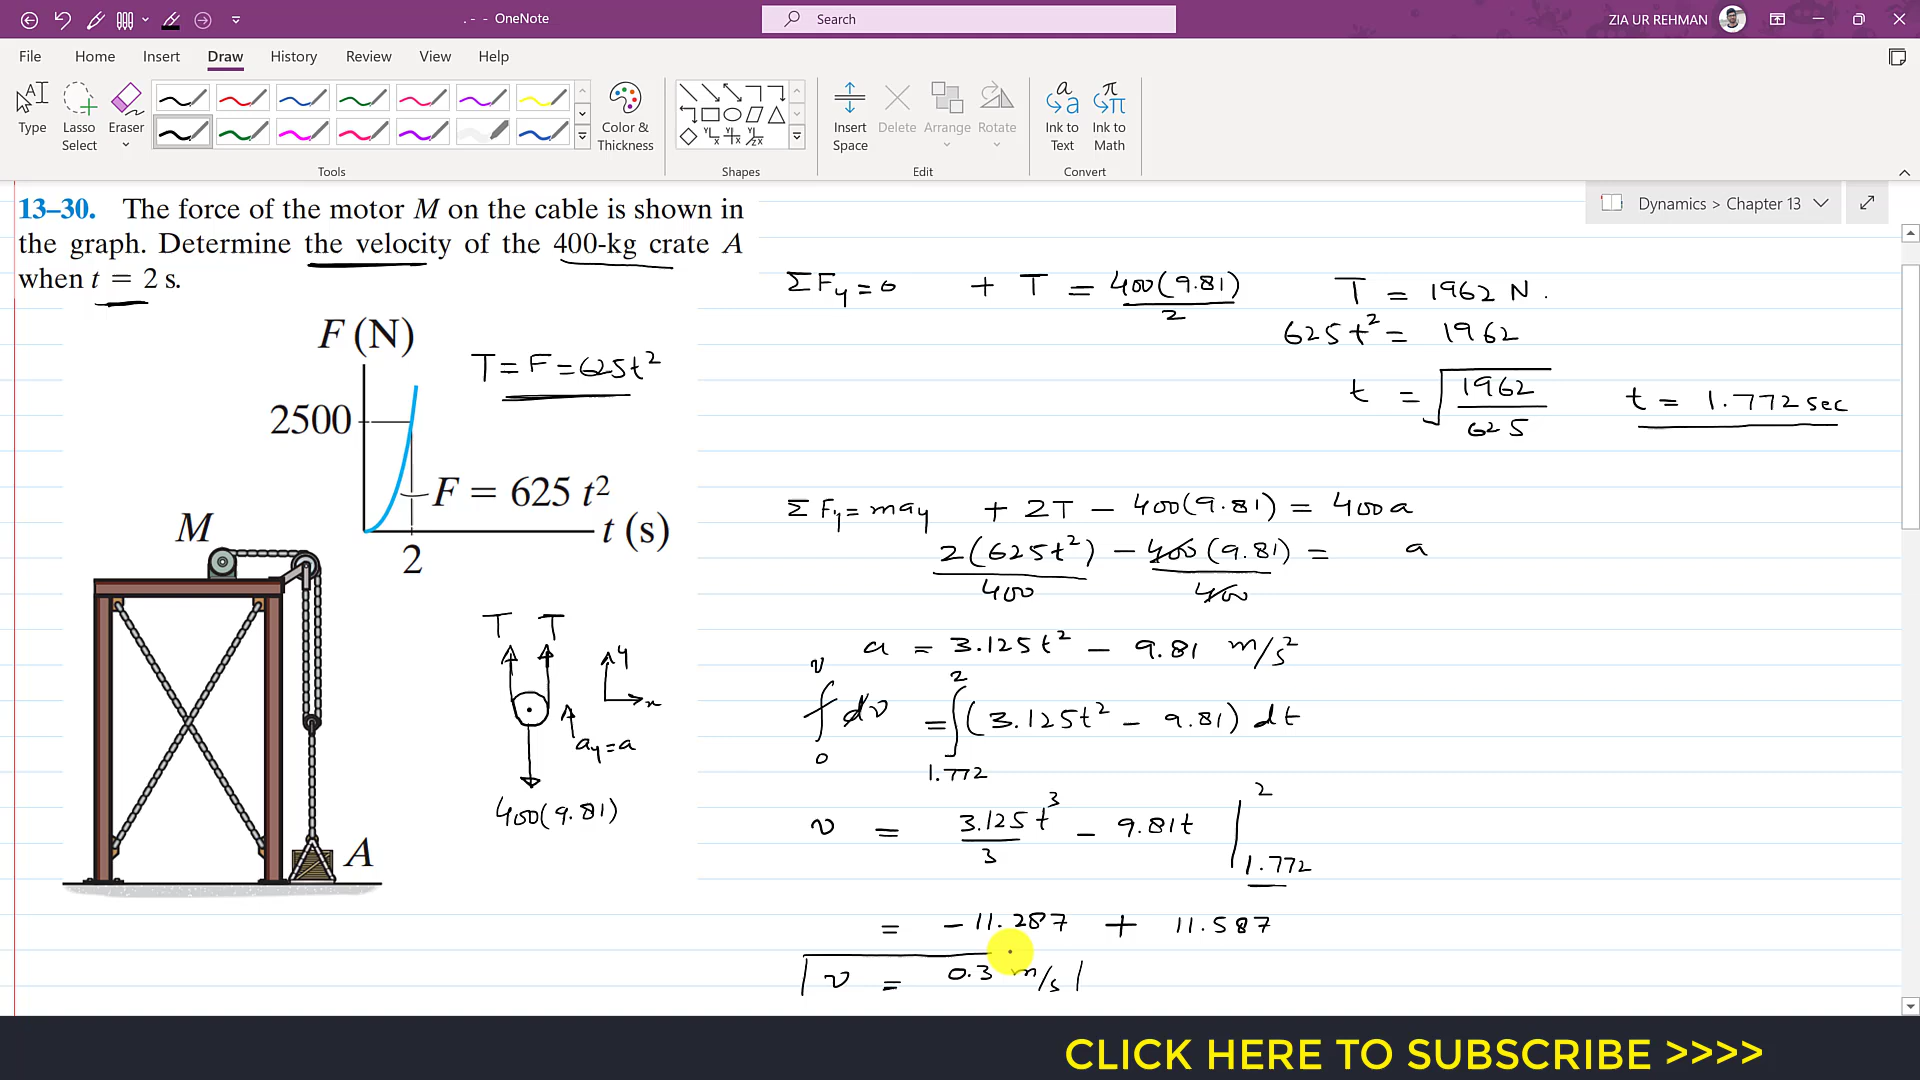 . - - OneNote
Search
ZIA UR REHMAN
File Home Insert Draw History View Help
Type
Lasso Select
Eraser
Color & Thickness
Insert Space
Delete
Arrange
Rotate
Ink to Text
Ink to Math
Tools
Shapes
Edit
Convert
Dynamics > Chapter 13
13–30. The force of the motor M on the cable is shown in
the graph. Determine the velocity of the 400-kg crate A
when t = 2 s.
F (N)
T = F = 625t²
2500
F = 625 t²
t (s)
2
M
A
T T
y
x
a_y = a
400(9.81)
ΣF_y = 0 + T = 400(9.81)/2 T = 1962 N.
625t² = 1962
t = √(1962/625) t = 1.772 sec
ΣF_y = ma_y + 2T − 400(9.81) = 400a
2(625t²)/400 − 400(9.81)/400 = a
a = 3.125t² − 9.81 m/s²
∫₀ᵛ dv = ∫_1.772^2 (3.125t² − 9.81) dt
v = 3.125t³/3 − 9.81t |_1.772^2
= −11.287 + 11.587
v = 0.3 m/s
CLICK HERE TO SUBSCRIBE >>>>